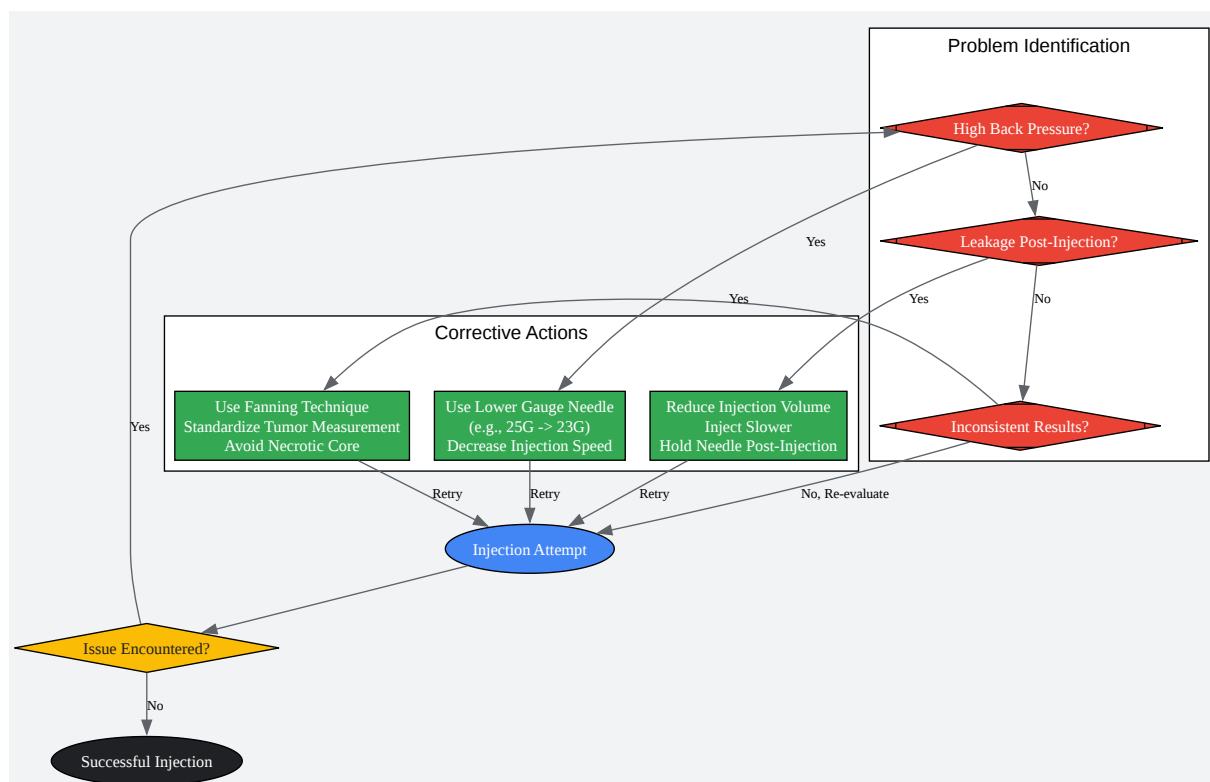 Problem Identification
High Back Pressure?
No
Leakage Post-Injection?
Yes
Yes
Yes
No
Corrective Actions
Use Fanning Technique
Standardize Tumor Measurement
Avoid Necrotic Core
Use Lower Gauge Needle
(e.g., 25G -> 23G)
Decrease Injection Speed
Reduce Injection Volume
Inject Slower
Hold Needle Post-Injection
Inconsistent Results?
Yes
Retry
Retry
Retry
No, Re-evaluate
Injection Attempt
Issue Encountered?
No
Successful Injection